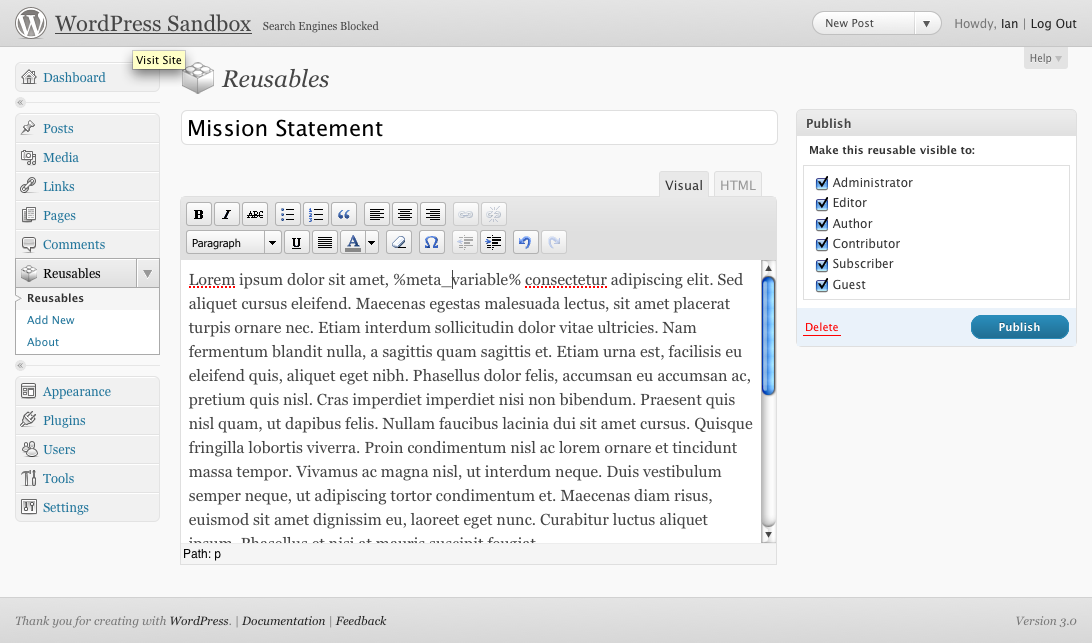 WordPress Sandbox Search Engines Blocked
New Post
Howdy, Ian | Log Out
Visit Site
Help
Dashboard
Posts
Media
Links
Pages
Comments
Reusables
Reusables
Add New
About
Appearance
Plugins
Users
Tools
Settings
Reusables
Mission Statement
Visual HTML
B I ABC
Paragraph U A Ω
Lorem ipsum dolor sit amet, %meta_variable% consectetur adipiscing elit. Sed
aliquet cursus eleifend. Maecenas egestas malesuada lectus, sit amet placerat
turpis ornare nec. Etiam interdum sollicitudin dolor vitae ultricies. Nam
fermentum blandit nulla, a sagittis quam sagittis et. Etiam urna est, facilisis eu
eleifend quis, aliquet eget nibh. Phasellus dolor felis, accumsan eu accumsan ac,
pretium quis nisl. Cras imperdiet imperdiet nisi non bibendum. Praesent quis
nisl quam, ut dapibus felis. Nullam faucibus lacinia dui sit amet cursus. Quisque
fringilla lobortis viverra. Proin condimentum nisl ac lorem ornare et tincidunt
massa tempor. Vivamus ac magna nisl, ut interdum neque. Duis vestibulum
semper neque, ut adipiscing tortor condimentum et. Maecenas diam risus,
euismod sit amet dignissim eu, laoreet eget nunc. Curabitur luctus aliquet
ipsum. Phasellus et nisi at mauris suscipit feugiat
Path: p
Publish
Make this reusable visible to:
Administrator
Editor
Author
Contributor
Subscriber
Guest
Delete
Publish
Thank you for creating with WordPress. | Documentation | Feedback
Version 3.0